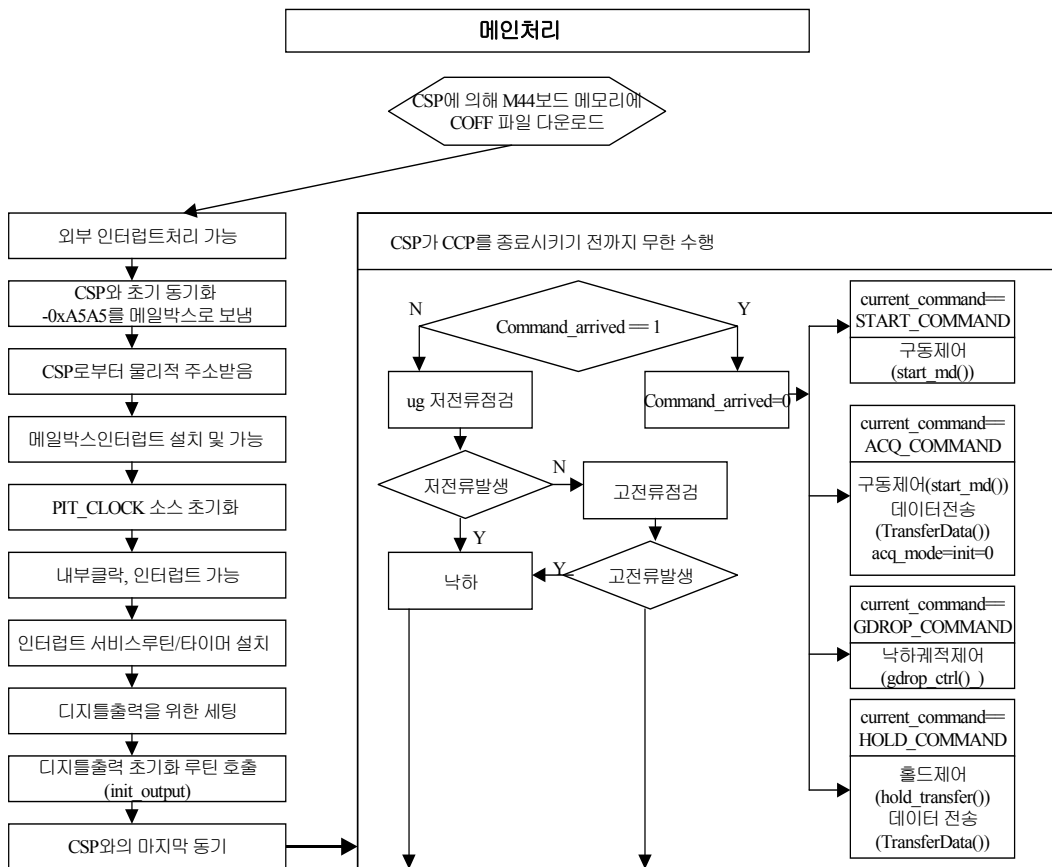 메인처리
CSP에 의해 M44보드 메모리에
COFF 파일 다운로드
외부 인터럽트처리 가능
CSP와 초기 동기화
-0xA5A5를 메일박스로 보냄
CSP로부터 물리적 주소받음
메일박스인터럽트 설치 및 가능
PIT_CLOCK 소스 초기화
내부클락, 인터럽트 가능
인터럽트 서비스루틴/타이머 설치
디지틀출력을 위한 세팅
디지틀출력 초기화 루틴 호출
(init_output)
CSP와의 마지막 동기
CSP가 CCP를 종료시키기 전까지 무한 수행
N
Command_arrived == 1
Y
ug 저전류점검
Command_arrived=0
저전류발생
N
고전류점검
Y
낙하
Y
고전류발생
current_command==
START_COMMAND
구동제어
(start_md())
current_command==
ACQ_COMMAND
구동제어(start_md())
데이터전송
(TransferData())
acq_mode=init=0
current_command==
GDROP_COMMAND
낙하궤적제어
(gdrop_ctrl()_)
current_command==
HOLD_COMMAND
홀드제어
(hold_transfer())
데이터 전송
(TransferData())